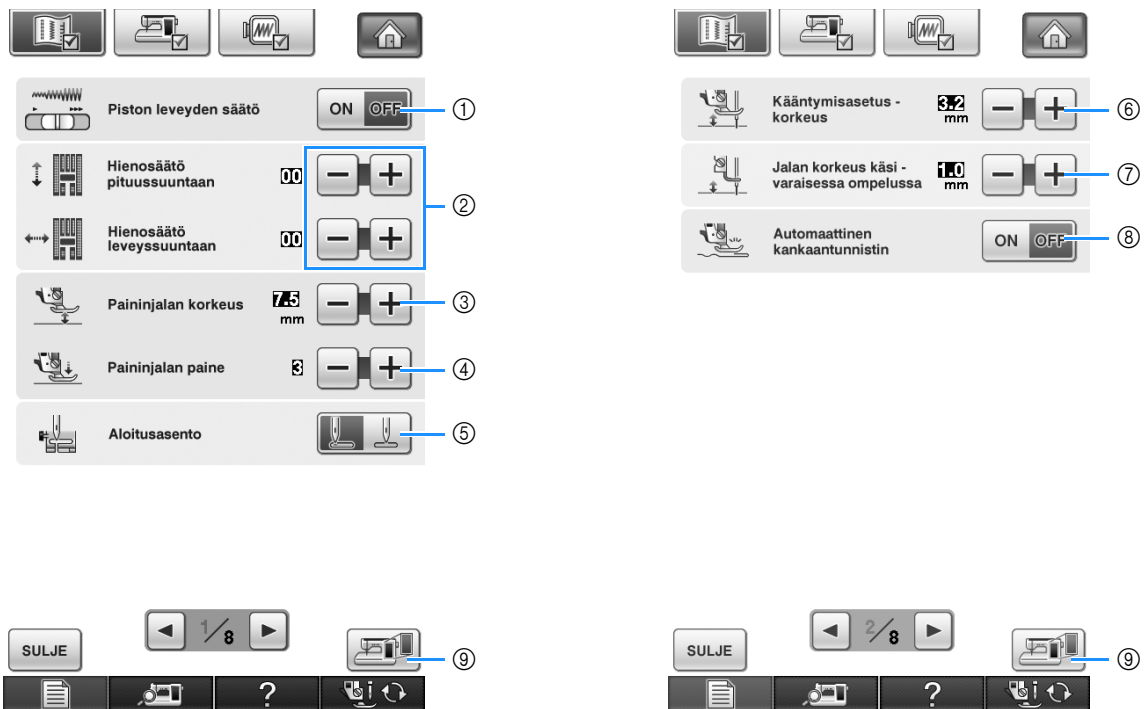 Piston leveyden säätö
ON OFF
①
Hienosäätö
pituussuuntaan
00
②
Hienosäätö
leveyssuuntaan
00
Paininjalan korkeus
7.5
mm
③
Paininjalan paine
3
④
Aloitusasento
⑤
SULJE
1/8
⑨
?
Kääntymisasetus -
korkeus
3.2
mm
⑥
Jalan korkeus käsi -
varaisessa ompelussa
1.0
mm
⑦
Automaattinen
kankaantunnistin
ON OFF
⑧
SULJE
2/8
⑨
?